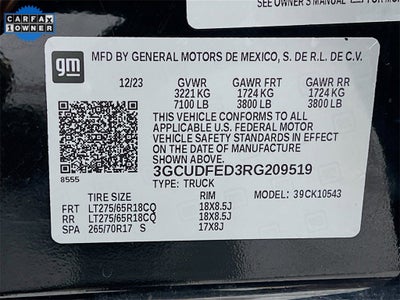 CARFAX
1 OWNER
SEE OWNER'S MANUAL
gm
MFD BY GENERAL MOTORS DE MEXICO, S. DE R.L. DE C.V.
12/23 GVWR GAWR FRT GAWR RR
3221 KG 1724 KG 1724 KG
7100 LB 3800 LB 3800 LB
THIS VEHICLE CONFORMS TO ALL APPLICABLE
U.S. FEDERAL MOTOR
VEHICLE SAFETY STANDARDS IN EFFECT ON THE
DATE OF MANUFACTURE SHOWN ABOVE.
8555
3GCUDFED3RG209519
TYPE: TRUCK
MODEL: 39CK10543
TIRE SIZE RIM
FRT LT275/65R18CQ 18X8.5J
RR LT275/65R18CQ 18X8.5J
SPA 265/70R17 S 17X8J